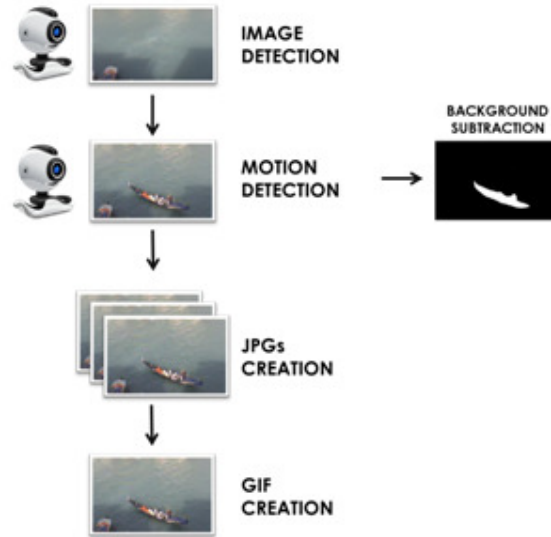 IMAGE
DETECTION
BACKGROUND
SUBTRACTION
MOTION
DETECTION
JPGs
CREATION
GIF
CREATION